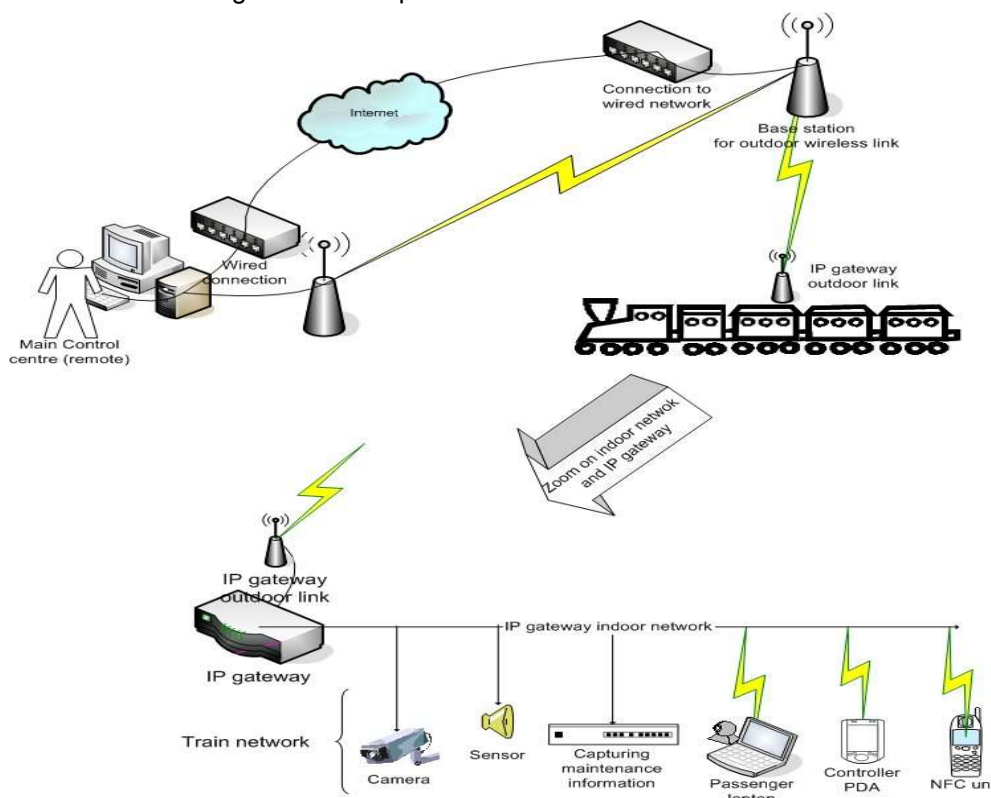 Connection to
wired network
Internet
Base station
for outdoor wireless link
Wired
connection
IP gateway
outdoor link
Main Control
centre (remote)
Zoom on indoor netwok
and IP gateway
IP gateway
outdoor link
IP gateway indoor network
IP gateway
Train network
Camera
Sensor
Capturing
maintenance
information
Passenger
laptop
Controller
PDA
NFC un